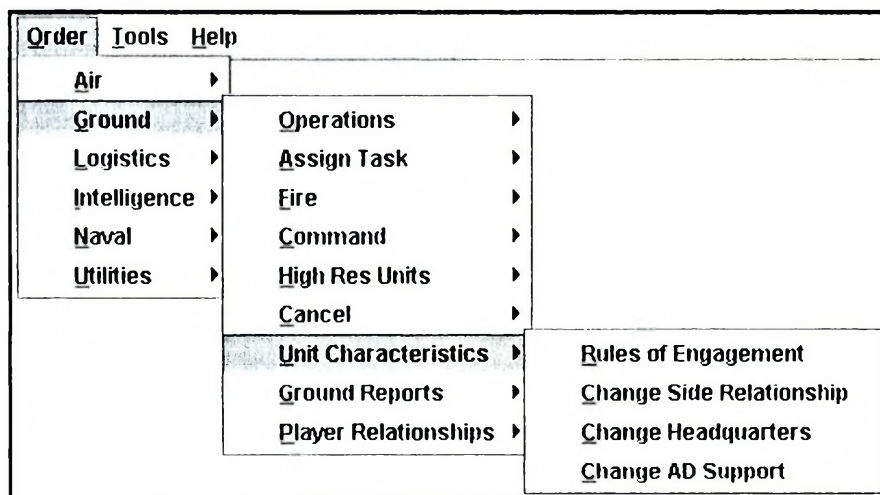 Order Tools Help
Air
Ground
Logistics
Intelligence
Naval
Utilities
Operations
Assign Task
Fire
Command
High Res Units
Cancel
Unit Characteristics
Ground Reports
Player Relationships
Rules of Engagement
Change Side Relationship
Change Headquarters
Change AD Support